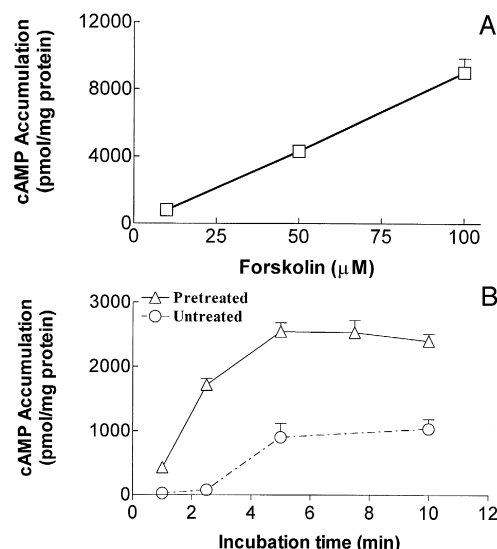 A
cAMP Accumulation
(pmol/mg protein)
12000
8000
4000
0
0 25 50 75 100
Forskolin (μM)
B
cAMP Accumulation
(pmol/mg protein)
3000
2000
1000
0
Pretreated
Untreated
0 2 4 6 8 10 12
Incubation time (min)